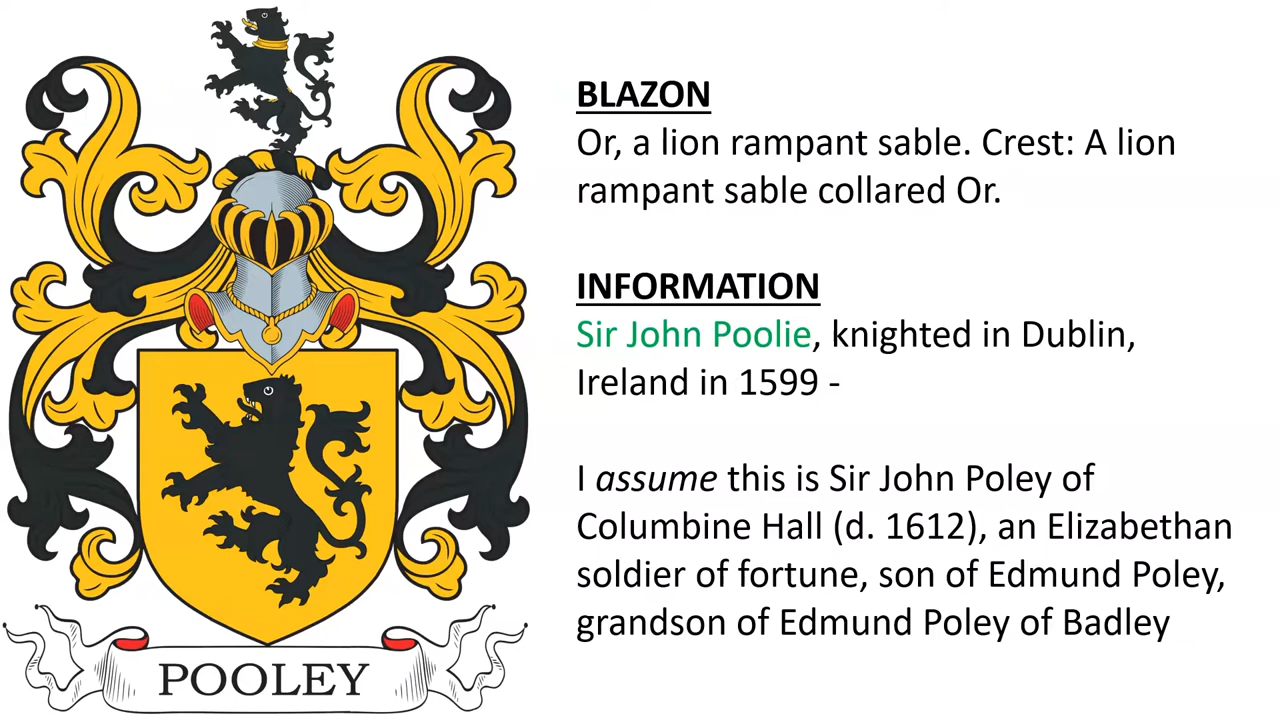 BLAZON
Or, a lion rampant sable. Crest: A lion
rampant sable collared Or.
INFORMATION
Sir John Poolie, knighted in Dublin,
Ireland in 1599 -
I assume this is Sir John Poley of
Columbine Hall (d. 1612), an Elizabethan
soldier of fortune, son of Edmund Poley,
grandson of Edmund Poley of Badley
POOLEY